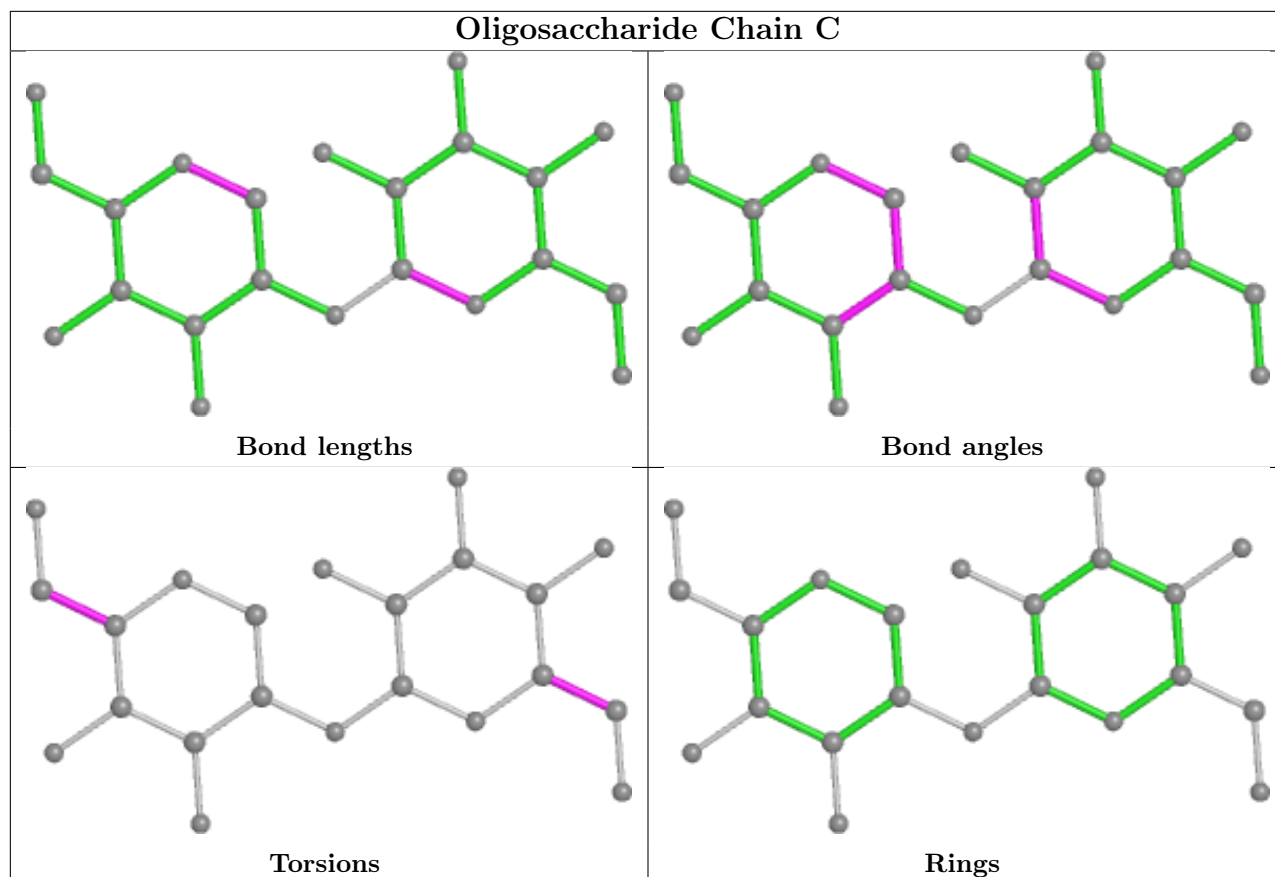 Oligosaccharide Chain C
Bond lengths
Bond angles
Torsions
Rings